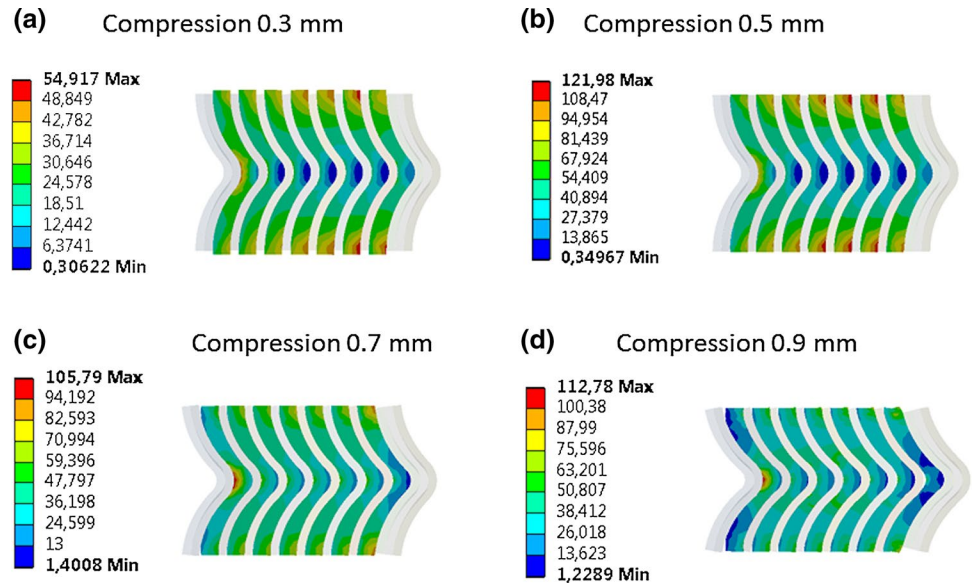 (a) Compression 0.3 mm
54,917 Max
48,849
42,782
36,714
30,646
24,578
18,51
12,442
6,3741
0,30622 Min
(b) Compression 0.5 mm
121,98 Max
108,47
94,954
81,439
67,924
54,409
40,894
27,379
13,865
0,34967 Min
(c) Compression 0.7 mm
105,79 Max
94,192
82,593
70,994
59,396
47,797
36,198
24,599
13
1,4008 Min
(d) Compression 0.9 mm
112,78 Max
100,38
87,99
75,596
63,201
50,807
38,412
26,018
13,623
1,2289 Min